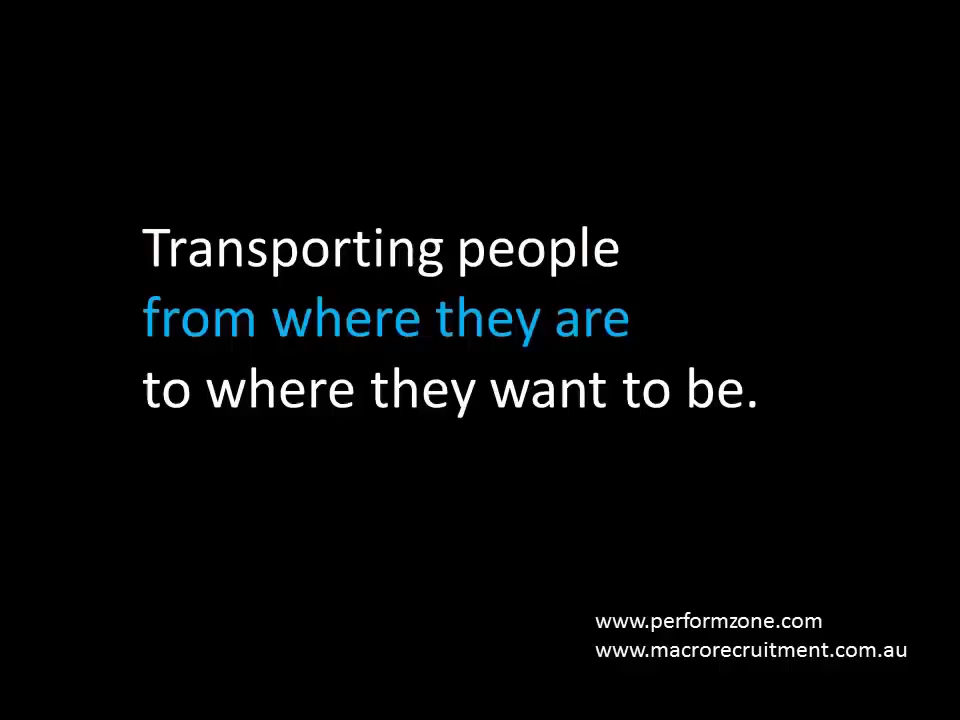 Transporting people
from where they are
to where they want to be.
www.performzone.com
www.macrorecruitment.com.au